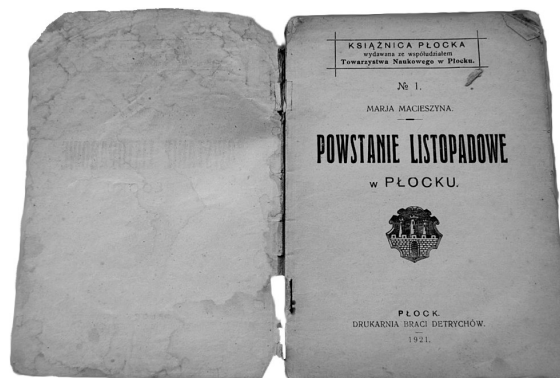 KSIĄŻNICA PŁOCKA
wydawana ze współudziałem
Towarzystwa Naukowego w Płocku.
№ 1.
MARJA MACIESZYNA.
POWSTANIE LISTOPADOWE
w PŁOCKU.
PŁOCK.
DRUKARNIA BRACI DETRYCHÓW.
1921.